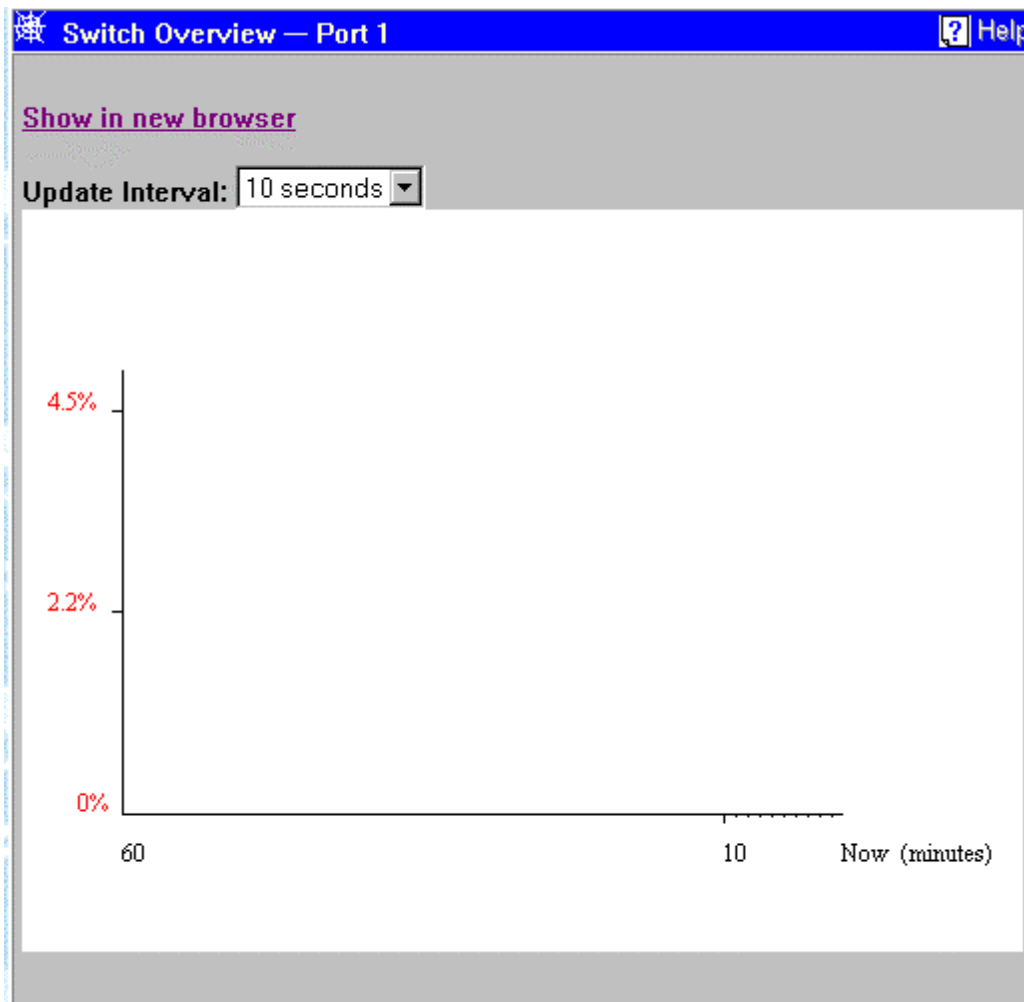 Switch Overview — Port 1
? Help
Show in new browser
Update Interval: 10 seconds
4.5%
2.2%
0%
60 10 Now (minutes)